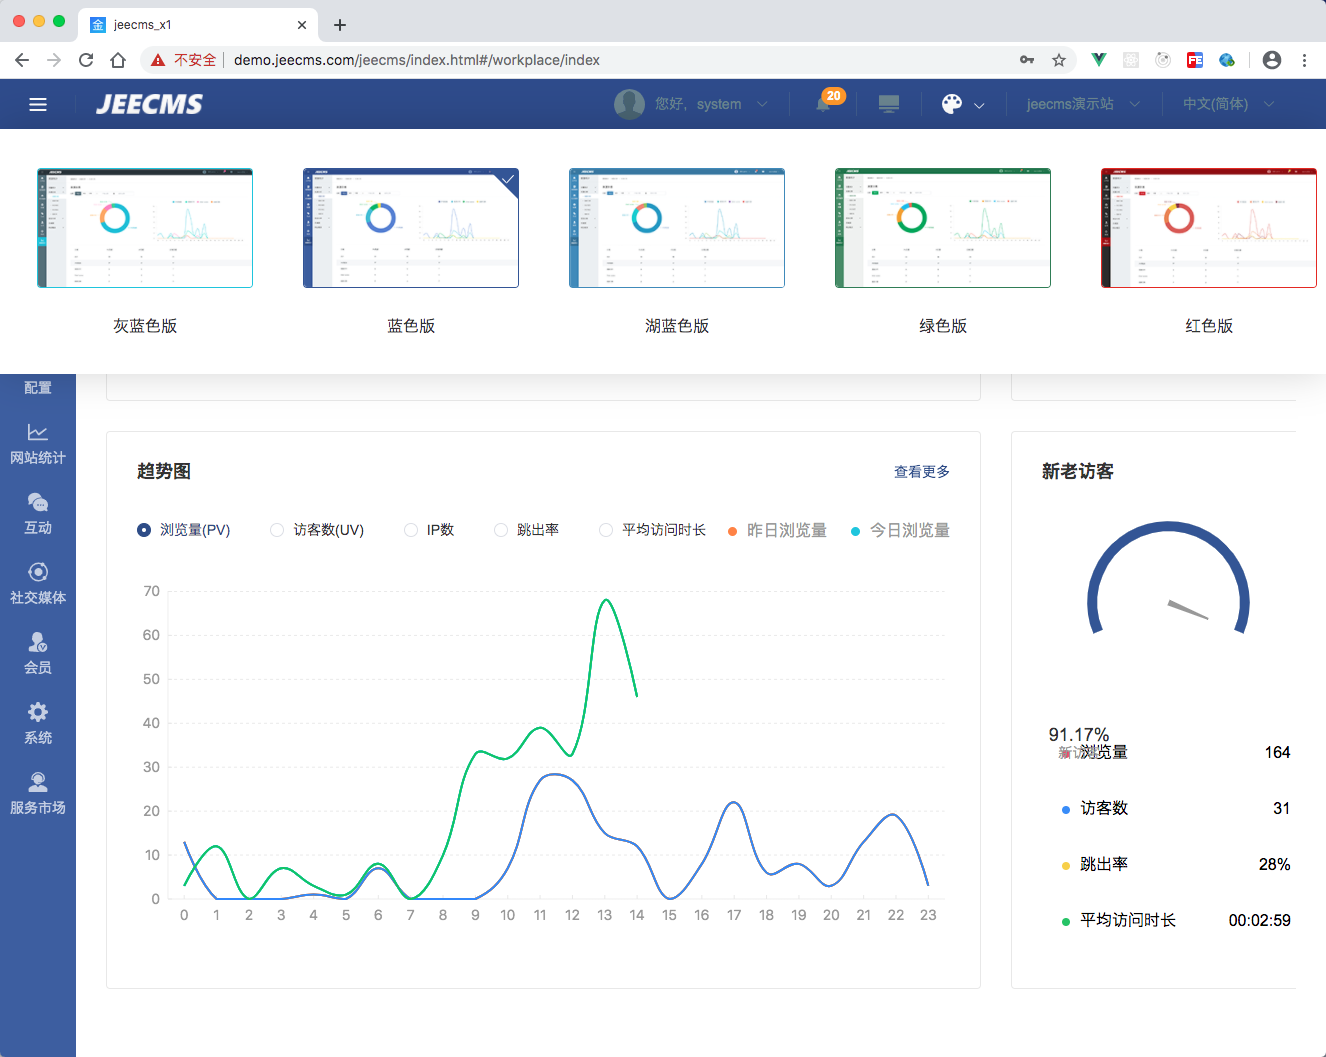 金 jeecms_x1
不安全 demo.jeecms.com/jeecms/index.html#/workplace/index
FE
JEECMS 您好，system 20 jeecms演示站 中文(简体)
灰蓝色版 蓝色版 湖蓝色版 绿色版 红色版
配置
网站统计
互动
社交媒体
会员
系统
服务市场
趋势图 查看更多
浏览量(PV) 访客数(UV) IP数 跳出率 平均访问时长 昨日浏览量 今日浏览量
70
60
50
40
30
20
10
0
0 1 2 3 4 5 6 7 8 9 10 11 12 13 14 15 16 17 18 19 20 21 22 23
新老访客
91.17%
新访客
浏览量 164
访客数 31
跳出率 28%
平均访问时长 00:02:59